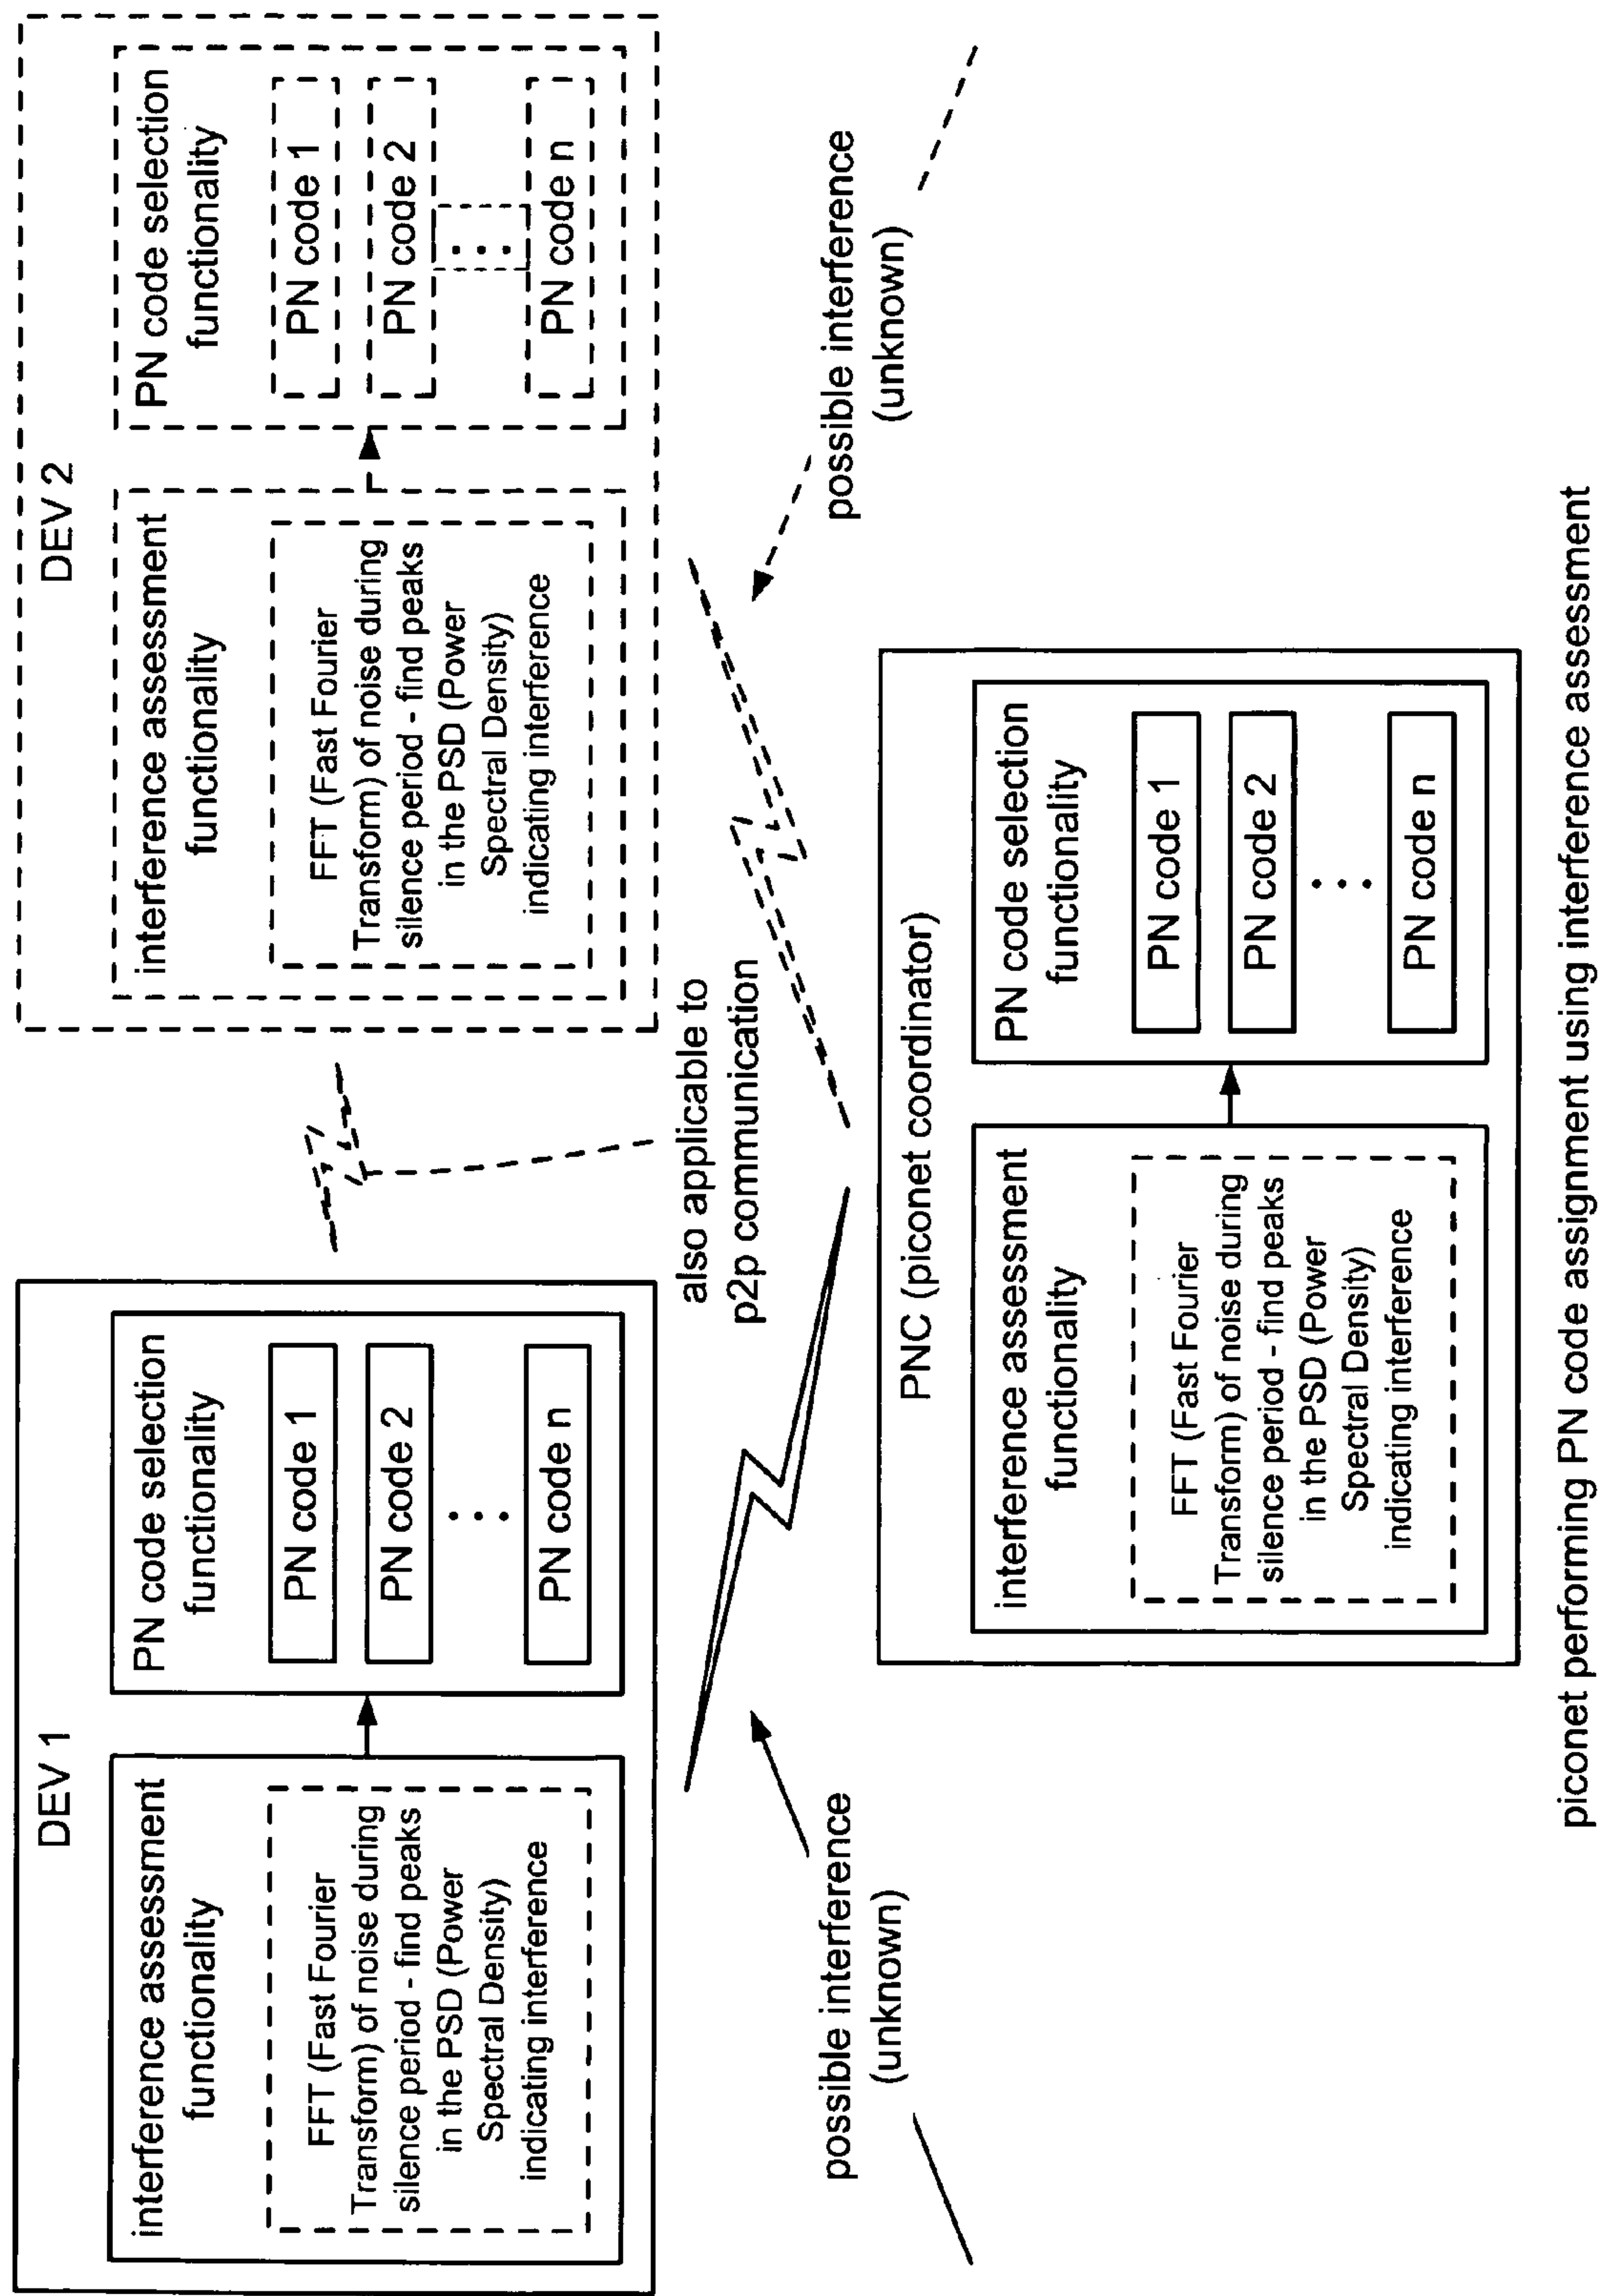 DEV 1
interference assessment
functionality
FFT (Fast Fourier
Transform) of noise during
silence period - find peaks
in the PSD (Power
Spectral Density)
indicating interference
PN code selection
functionality
PN code 1
PN code 2
...
PN code n
DEV 2
interference assessment
functionality
FFT (Fast Fourier
Transform) of noise during
silence period - find peaks
in the PSD (Power
Spectral Density)
indicating interference
PN code selection
functionality
PN code 1
PN code 2
...
PN code n
also applicable to
p2p communication
possible interference
(unknown)
possible interference
(unknown)
PNC (piconet coordinator)
interference assessment
functionality
FFT (Fast Fourier
Transform) of noise during
silence period - find peaks
in the PSD (Power
Spectral Density)
indicating interference
PN code selection
functionality
PN code 1
PN code 2
...
PN code n
piconet performing PN code assignment using interference assessment